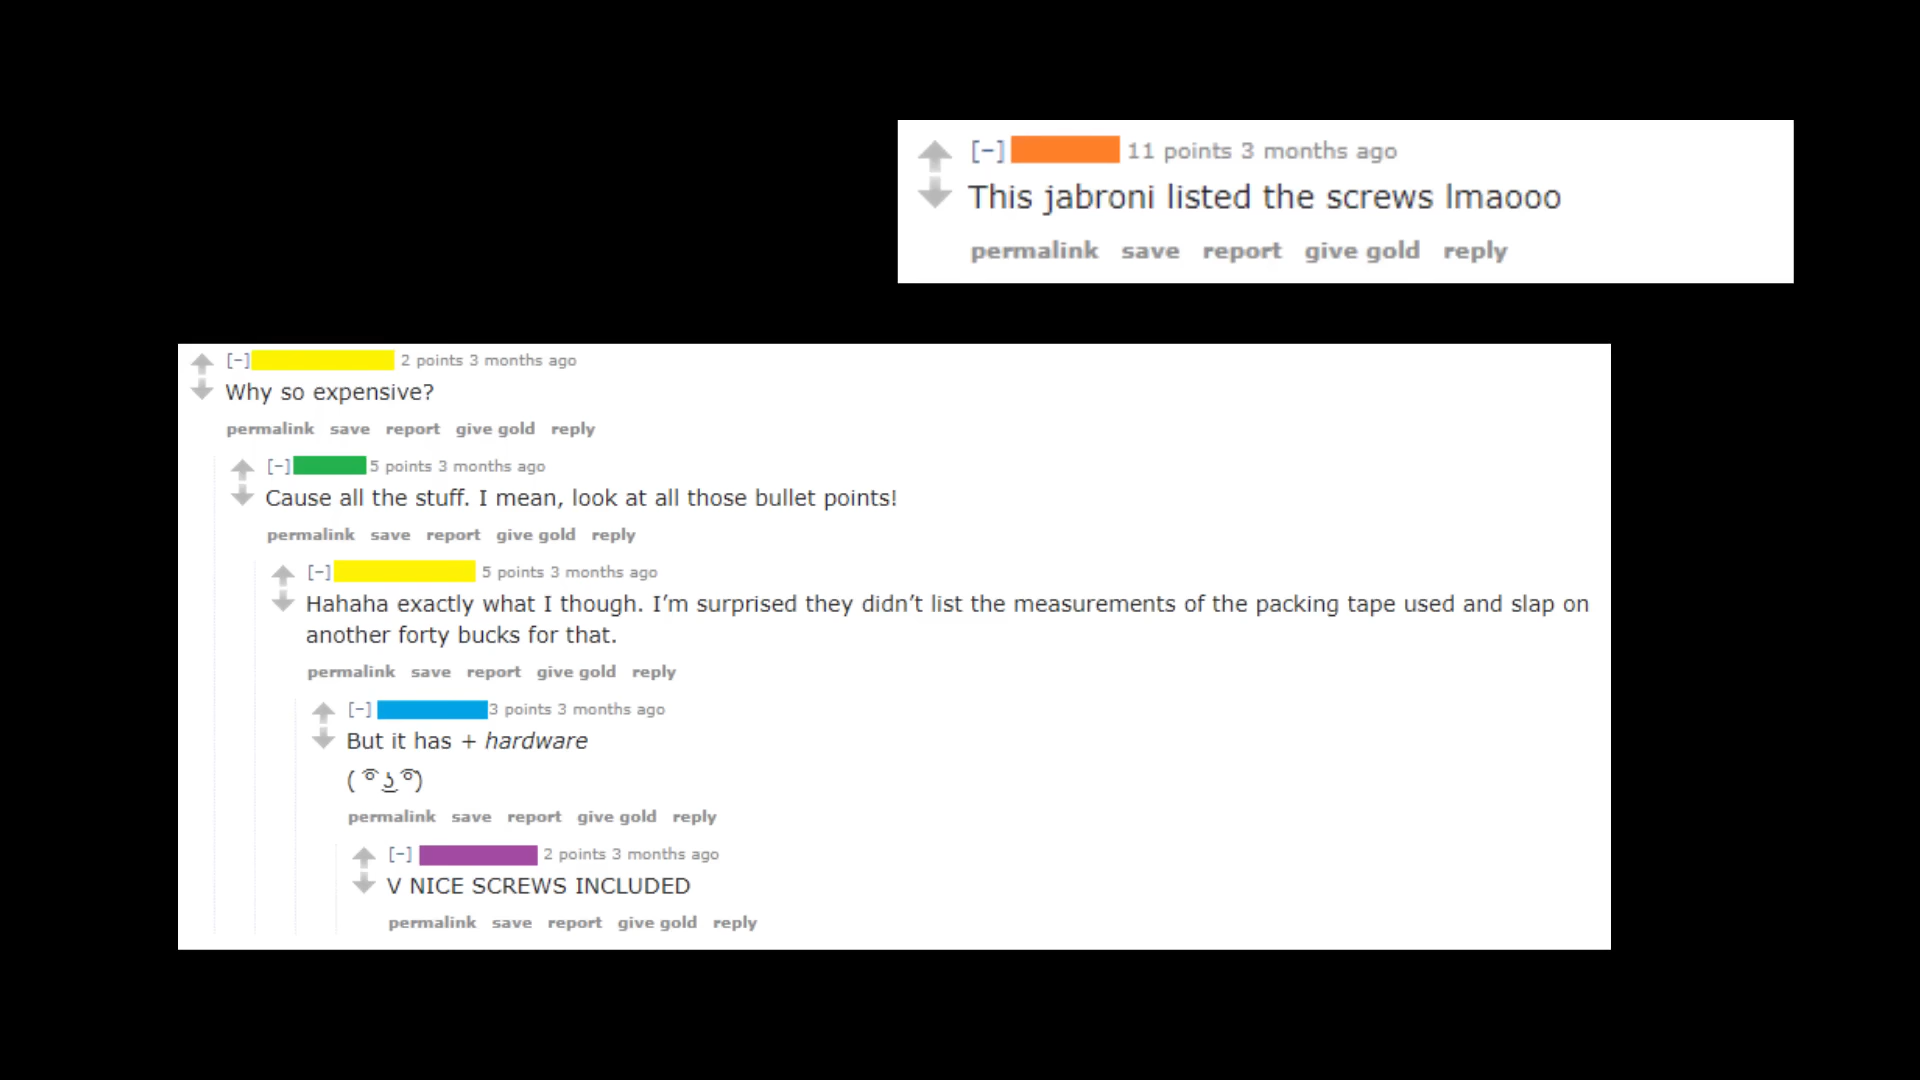 [-] 11 points 3 months ago
This jabroni listed the screws lmaooo
permalink save report give gold reply
[-] 2 points 3 months ago
Why so expensive?
permalink save report give gold reply
[-] 5 points 3 months ago
Cause all the stuff. I mean, look at all those bullet points!
permalink save report give gold reply
[-] 5 points 3 months ago
Hahaha exactly what I though. I’m surprised they didn’t list the measurements of the packing tape used and slap on
another forty bucks for that.
permalink save report give gold reply
[-] 3 points 3 months ago
But it has + hardware
( ͡° ͜ʖ ͡°)
permalink save report give gold reply
[-] 2 points 3 months ago
V NICE SCREWS INCLUDED
permalink save report give gold reply